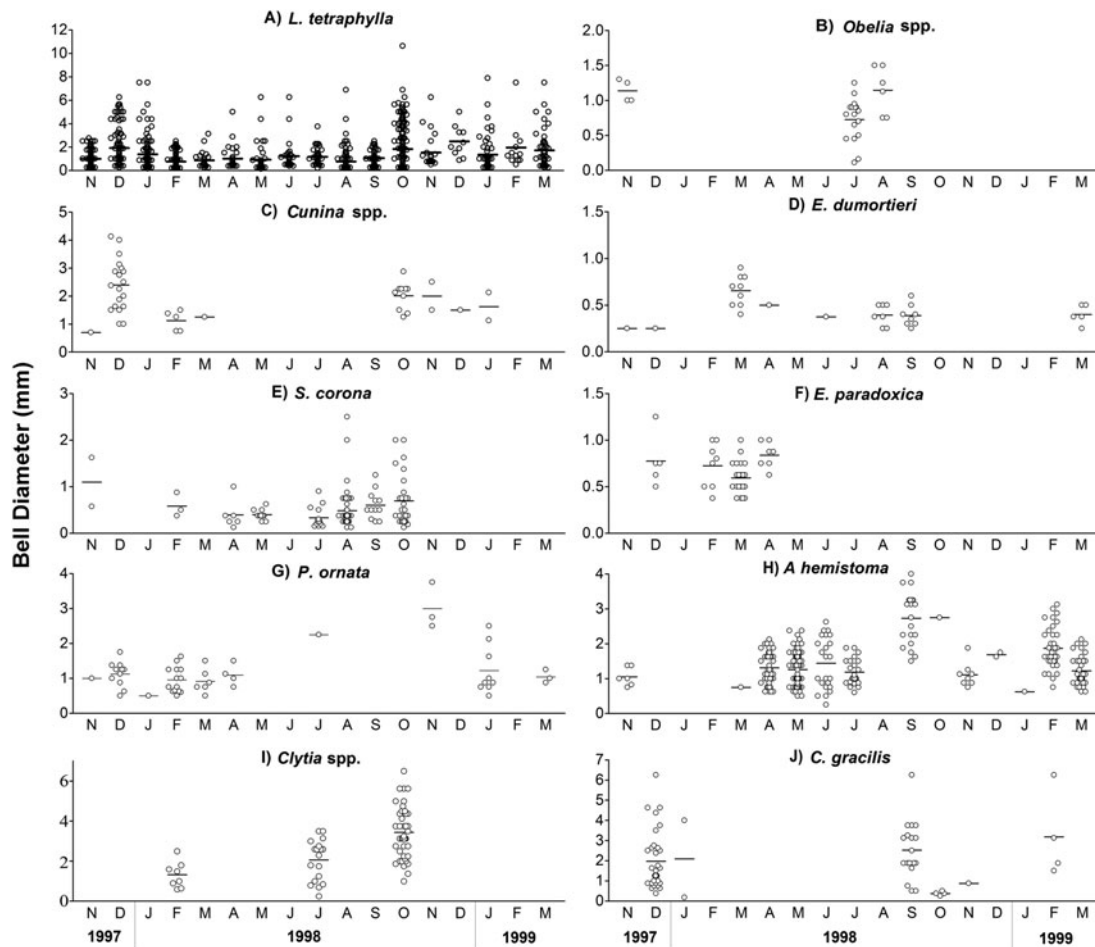 Bell Diameter (mm)
A) L. tetraphylla
12
10
8
6
4
2
0
N D J F M A M J J A S O N D J F M
B) Obelia spp.
2.0
1.5
1.0
0.5
0.0
N D J F M A M J J A S O N D J F M
C) Cunina spp.
5
4
3
2
1
0
N D J F M A M J J A S O N D J F M
D) E. dumortieri
1.5
1.0
0.5
0.0
N D J F M A M J J A S O N D J F M
E) S. corona
3
2
1
0
N D J F M A M J J A S O N D J F M
F) E. paradoxica
1.5
1.0
0.5
0.0
N D J F M A M J J A S O N D J F M
G) P. ornata
4
3
2
1
0
N D J F M A M J J A S O N D J F M
H) A hemistoma
4
3
2
1
0
N D J F M A M J J A S O N D J F M
I) Clytia spp.
6
4
2
0
N D J F M A M J J A S O N D J F M
1997 1998 1999
J) C. gracilis
7
6
5
4
3
2
1
0
N D J F M A M J J A S O N D J F M
1997 1998 1999